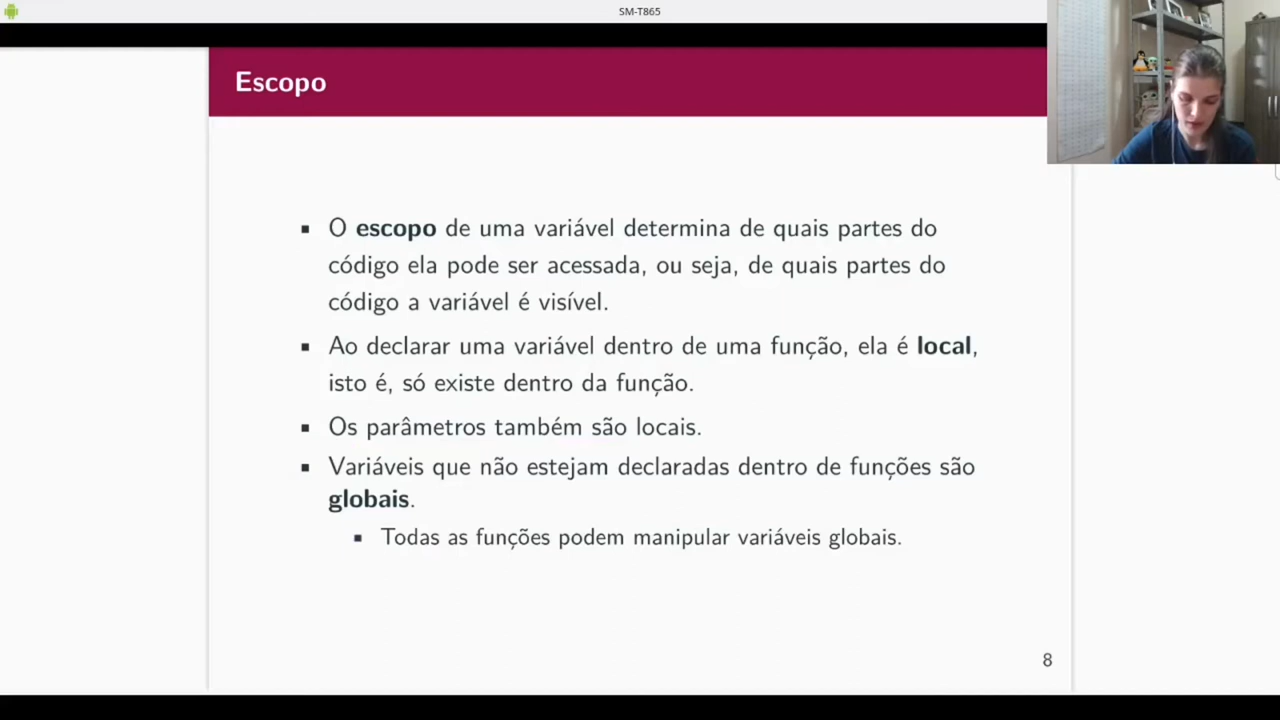 SM-T865
Escopo
▪ O escopo de uma variável determina de quais partes do
código ela pode ser acessada, ou seja, de quais partes do
código a variável é visível.
▪ Ao declarar uma variável dentro de uma função, ela é local,
isto é, só existe dentro da função.
▪ Os parâmetros também são locais.
▪ Variáveis que não estejam declaradas dentro de funções são
globais.
▪ Todas as funções podem manipular variáveis globais.
8